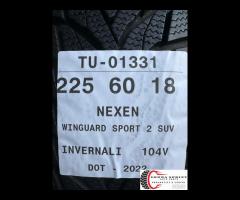 TU-01331
225 60 18
NEXEN
WINGUARD SPORT 2 SUV
INVERNALI 104V
DOT - 2022